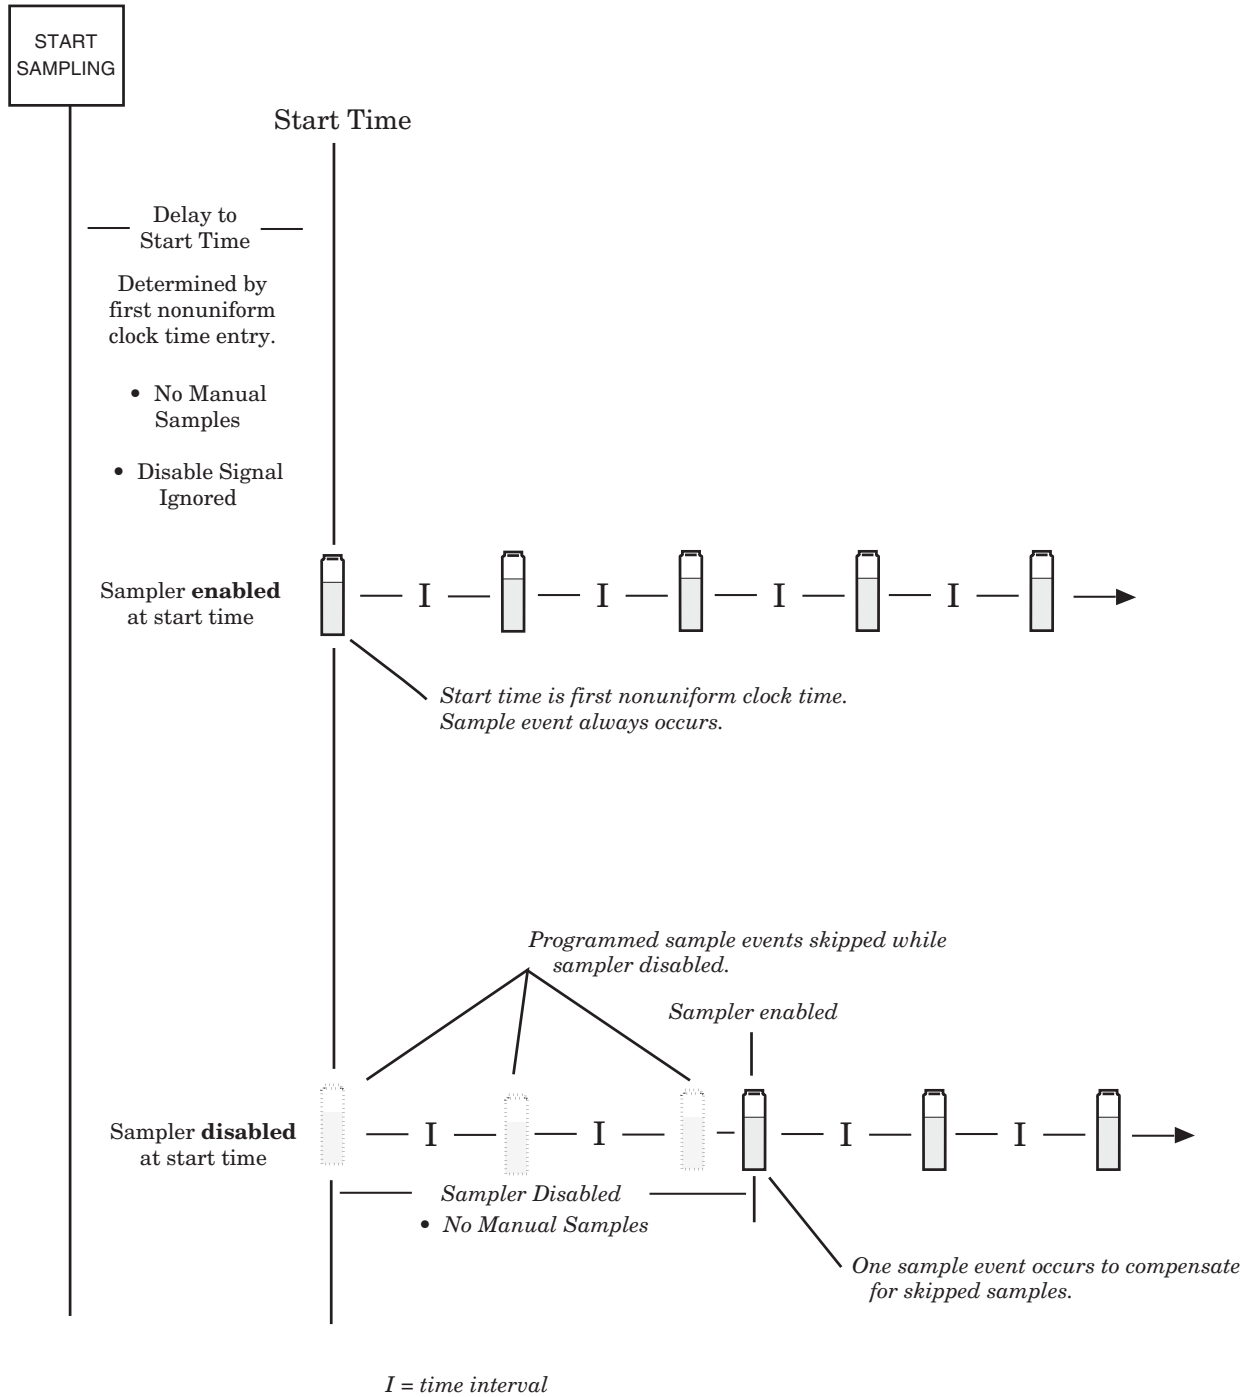 START
SAMPLING
Start Time
Delay to
Start Time
Determined by
first nonuniform
clock time entry.
• No Manual
Samples
• Disable Signal
Ignored
Sampler enabled
at start time
I I I I
Start time is first nonuniform clock time.
Sample event always occurs.
Programmed sample events skipped while
sampler disabled.
Sampler enabled
Sampler disabled
at start time
I I I I
Sampler Disabled
• No Manual Samples
One sample event occurs to compensate
for skipped samples.
I = time interval